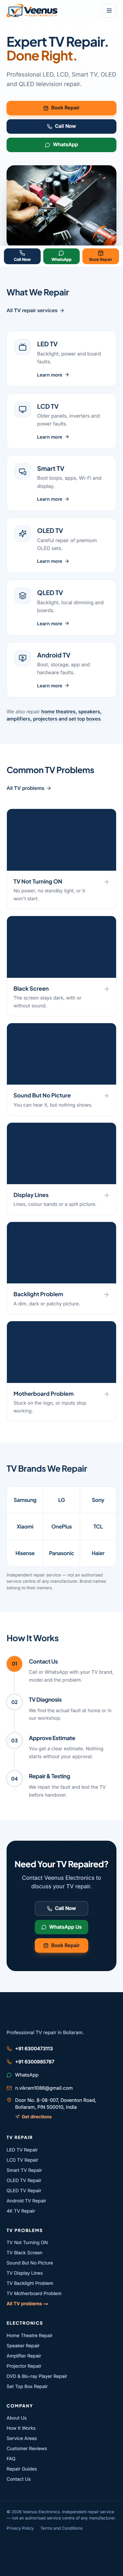 Veenus
ELECTRONICS
Expert TV Repair.
Done Right.
Professional LED, LCD, Smart TV, OLED
and QLED television repair.
Book Repair
Call Now
WhatsApp
Call Now
WhatsApp
Book Repair
What We Repair
All TV repair services →
LED TV
Backlight, power and board
faults.
Learn more →
LCD TV
Older panels, inverters and
power faults.
Learn more →
Smart TV
Boot loops, apps, Wi-Fi and
display.
Learn more →
OLED TV
Careful repair of premium
OLED sets.
Learn more →
QLED TV
Backlight, local dimming and
boards.
Learn more →
Android TV
Boot, storage, app and
hardware faults.
Learn more →
We also repair home theatres, speakers,
amplifiers, projectors and set top boxes.
Common TV Problems
All TV problems →
TV Not Turning ON →
No power, no standby light, or it
won't start.
Black Screen →
The screen stays dark, with or
without sound.
Sound But No Picture →
You can hear it, but nothing shows.
Display Lines →
Lines, colour bands or a split picture.
Backlight Problem →
A dim, dark or patchy picture.
Motherboard Problem →
Stuck on the logo, or inputs stop
working.
TV Brands We Repair
Samsung LG Sony
Xiaomi OnePlus TCL
Hisense Panasonic Haier
Independent repair service — not an authorised
service centre of any manufacturer. Brand names
belong to their owners.
How It Works
01 Contact Us
Call or WhatsApp with your TV brand,
model and the problem.
02 TV Diagnosis
We find the actual fault at home or in
our workshop.
03 Approve Estimate
You get a clear estimate. Nothing
starts without your approval.
04 Repair & Testing
We repair the fault and test the TV
before handover.
Need Your TV Repaired?
Contact Veenus Electronics to
discuss your TV repair.
Call Now
WhatsApp Us
Book Repair
Professional TV repair in Bollaram.
+91 6300473113
+91 6300985767
WhatsApp
n.vikram1086@gmail.com
Door No. 8-08-007, Doventon Road,
Bollaram, PIN 500010, India
Get directions
TV REPAIR
LED TV Repair
LCD TV Repair
Smart TV Repair
OLED TV Repair
QLED TV Repair
Android TV Repair
4K TV Repair
TV PROBLEMS
TV Not Turning ON
TV Black Screen
Sound But No Picture
TV Display Lines
TV Backlight Problem
TV Motherboard Problem
All TV problems →
ELECTRONICS
Home Theatre Repair
Speaker Repair
Amplifier Repair
Projector Repair
DVD & Blu-ray Player Repair
Set Top Box Repair
COMPANY
About Us
How It Works
Service Areas
Customer Reviews
FAQ
Repair Guides
Contact Us
© 2026 Veenus Electronics. Independent repair service
— not an authorised service centre of any manufacturer.
Privacy Policy Terms and Conditions